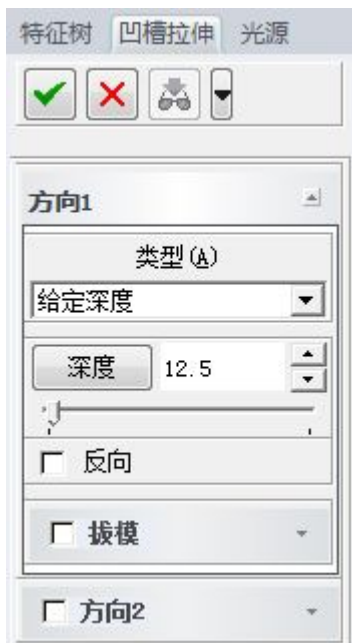 特征树 凹槽拉伸 光源
方向1
类型(A)
给定深度
深度 12.5
反向
拔模
方向2